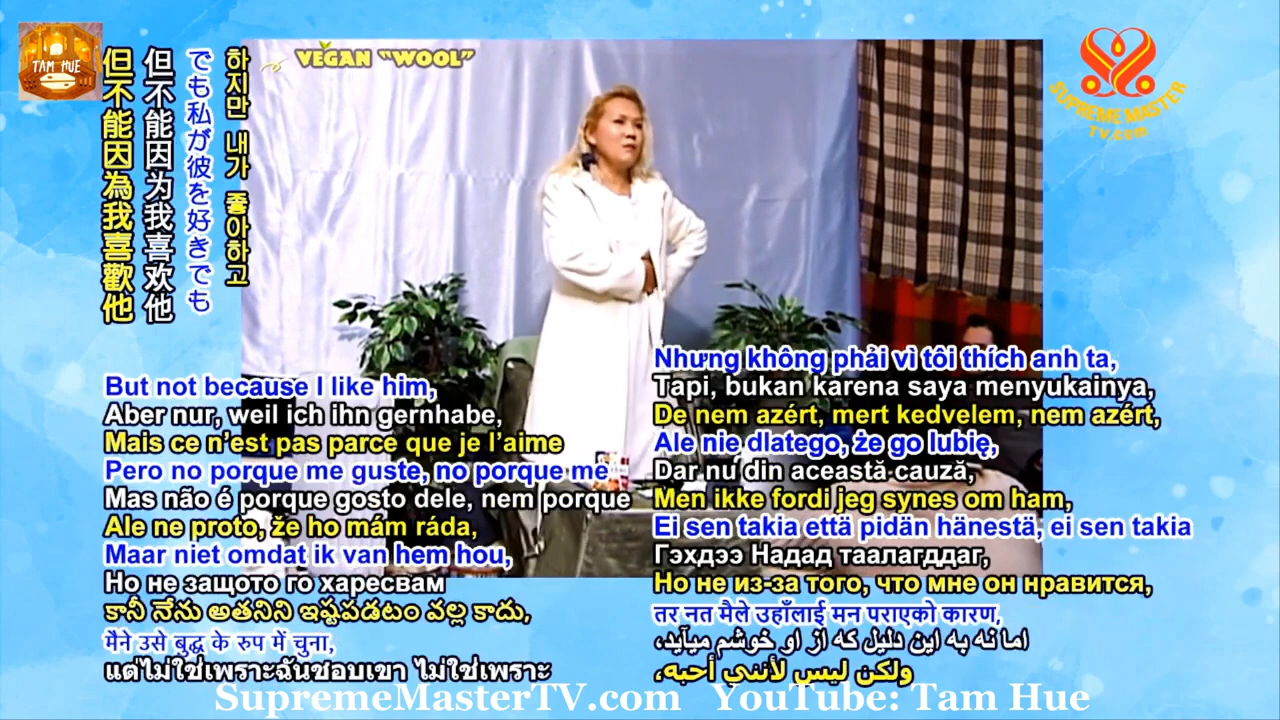 TAM HUE
但不能因為我喜歡他
但不能因为我喜欢他
でも私が彼を好きでも
하지만 내가 좋아하고
VEGAN "WOOL"
SUPREME MASTER
TV.com
But not because I like him,
Aber nur, weil ich ihn gernhabe,
Mais ce n'est pas parce que je l'aime
Pero no porque me guste, no porque me
Mas não é porque gosto dele, nem porque
Ale ne proto, že ho mám ráda,
Maar niet omdat ik van hem hou,
Но не защото го харесвам
కానీ నేను అతనిని ఇష్టపడటం వల్ల కాదు,
मैने उसे बुद्ध के रुप में चुना,
แต่ไม่ใช่เพราะฉันชอบเขา ไม่ใช่เพราะ
Nhưng không phải vì tôi thích anh ta,
Tapi, bukan karena saya menyukainya,
De nem azért, mert kedvelem, nem azért,
Ale nie dlatego, że go lubię,
Dar nu din această cauză,
Men ikke fordi jeg synes om ham,
Ei sen takia että pidän hänestä, ei sen takia
Гэхдээ Надад таалагддаг,
Но не из-за того, что мне он нравится,
तर नत मैले उहाँलाई मन पराएको कारण,
اما نه به این دلیل که از او خوشم میآید،
ولكن ليس لأنني أحبه،
SupremeMasterTV.com YouTube: Tam Hue